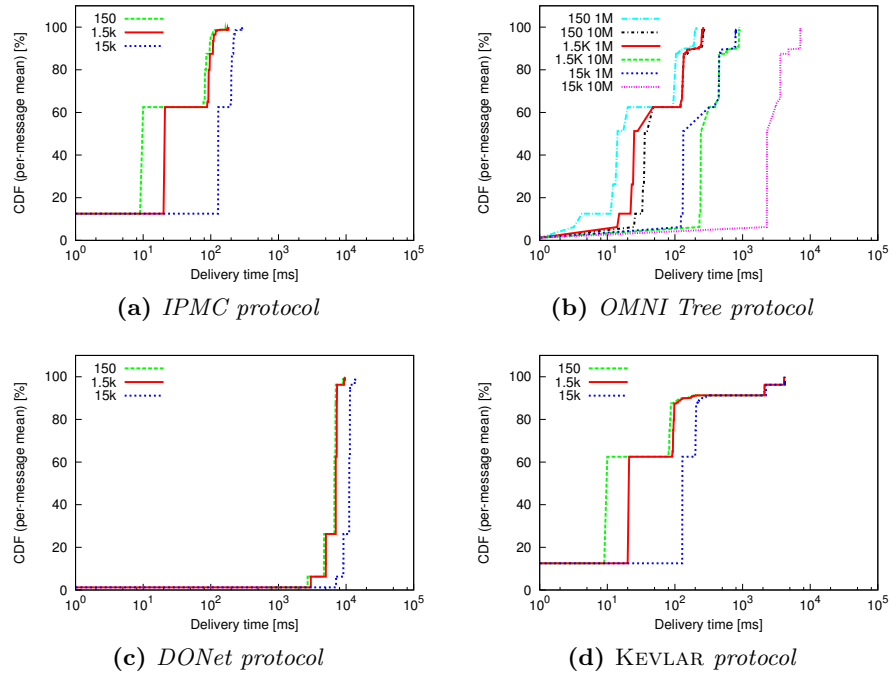 CDF (per-message mean) [%]
100
80
60
40
20
0
150
1.5k
15k
10^0 10^1 10^2 10^3 10^4 10^5
Delivery time [ms]
(a) IPMC protocol
CDF (per-message mean) [%]
100
80
60
40
20
0
150 1M
150 10M
1.5K 1M
1.5K 10M
15k 1M
15k 10M
10^0 10^1 10^2 10^3 10^4 10^5
Delivery time [ms]
(b) OMNI Tree protocol
CDF (per-message mean) [%]
100
80
60
40
20
0
150
1.5k
15k
10^0 10^1 10^2 10^3 10^4 10^5
Delivery time [ms]
(c) DONet protocol
CDF (per-message mean) [%]
100
80
60
40
20
0
150
1.5k
15k
10^0 10^1 10^2 10^3 10^4 10^5
Delivery time [ms]
(d) KEVLAR protocol